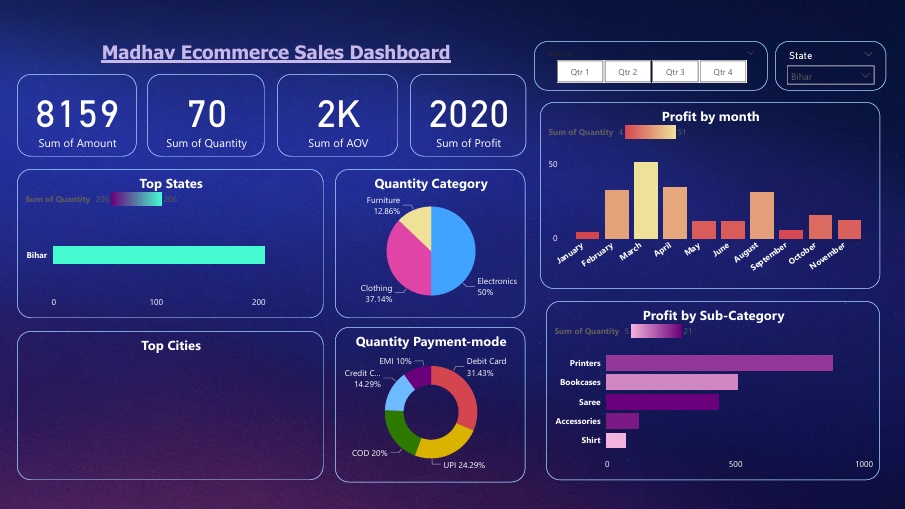 Madhav Ecommerce Sales Dashboard
Qtr 1 Qtr 2 Qtr 3 Qtr 4
State
Bihar
8159
Sum of Amount
70
Sum of Quantity
2K
Sum of AOV
2020
Sum of Profit
Profit by month
Sum of Quantity 4 51
50
0
January February March April May June August September October November
Top States
Sum of Quantity 206 206
Bihar
0 100 200
Quantity Category
Furniture
12.86%
Clothing
37.14%
Electronics
50%
Profit by Sub-Category
Sum of Quantity 5 21
Printers
Bookcases
Saree
Accessories
Shirt
0 500 1000
Top Cities
Quantity Payment-mode
EMI 10%
Debit Card
31.43%
Credit C...
14.29%
COD 20%
UPI 24.29%